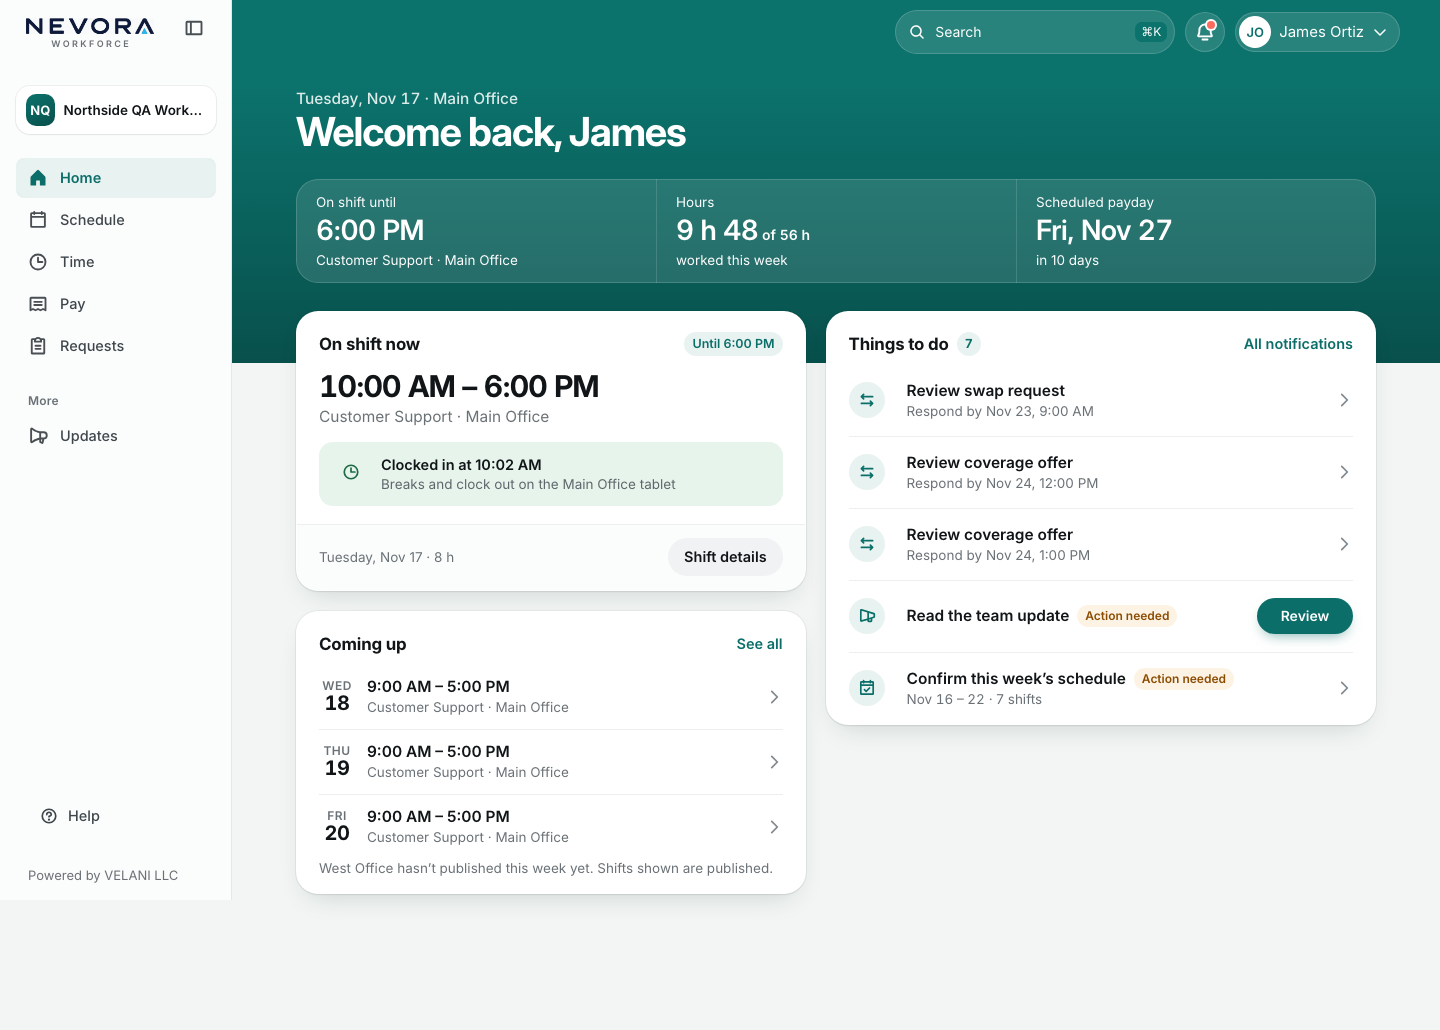 NEVORA
WORKFORCE
Search
⌘K
JO
James Ortiz
NQ
Northside QA Work...
Home
Schedule
Time
Pay
Requests
More
Updates
Help
Powered by VELANI LLC
Tuesday, Nov 17 · Main Office
Welcome back, James
On shift until
6:00 PM
Customer Support · Main Office
Hours
9 h 48 of 56 h
worked this week
Scheduled payday
Fri, Nov 27
in 10 days
On shift now
Until 6:00 PM
10:00 AM – 6:00 PM
Customer Support · Main Office
Clocked in at 10:02 AM
Breaks and clock out on the Main Office tablet
Tuesday, Nov 17 · 8 h
Shift details
Coming up
See all
WED
18
9:00 AM – 5:00 PM
Customer Support · Main Office
THU
19
9:00 AM – 5:00 PM
Customer Support · Main Office
FRI
20
9:00 AM – 5:00 PM
Customer Support · Main Office
West Office hasn’t published this week yet. Shifts shown are published.
Things to do 7
All notifications
Review swap request
Respond by Nov 23, 9:00 AM
Review coverage offer
Respond by Nov 24, 12:00 PM
Review coverage offer
Respond by Nov 24, 1:00 PM
Read the team update Action needed
Review
Confirm this week’s schedule Action needed
Nov 16 – 22 · 7 shifts